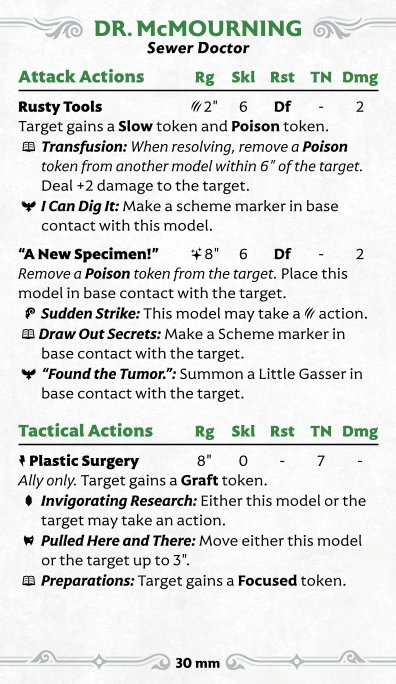 DR. McMOURNING
Sewer Doctor
Attack Actions Rg Skl Rst TN Dmg
Rusty Tools 2" 6 Df - 2
Target gains a Slow token and Poison token.
Transfusion: When resolving, remove a Poison
token from another model within 6" of the target.
Deal +2 damage to the target.
I Can Dig It: Make a scheme marker in base
contact with this model.
“A New Specimen!” 8" 6 Df - 2
Remove a Poison token from the target. Place this
model in base contact with the target.
Sudden Strike: This model may take a action.
Draw Out Secrets: Make a Scheme marker in
base contact with the target.
“Found the Tumor.”: Summon a Little Gasser in
base contact with the target.
Tactical Actions Rg Skl Rst TN Dmg
Plastic Surgery 8" 0 - 7 -
Ally only. Target gains a Graft token.
Invigorating Research: Either this model or the
target may take an action.
Pulled Here and There: Move either this model
or the target up to 3".
Preparations: Target gains a Focused token.
30 mm